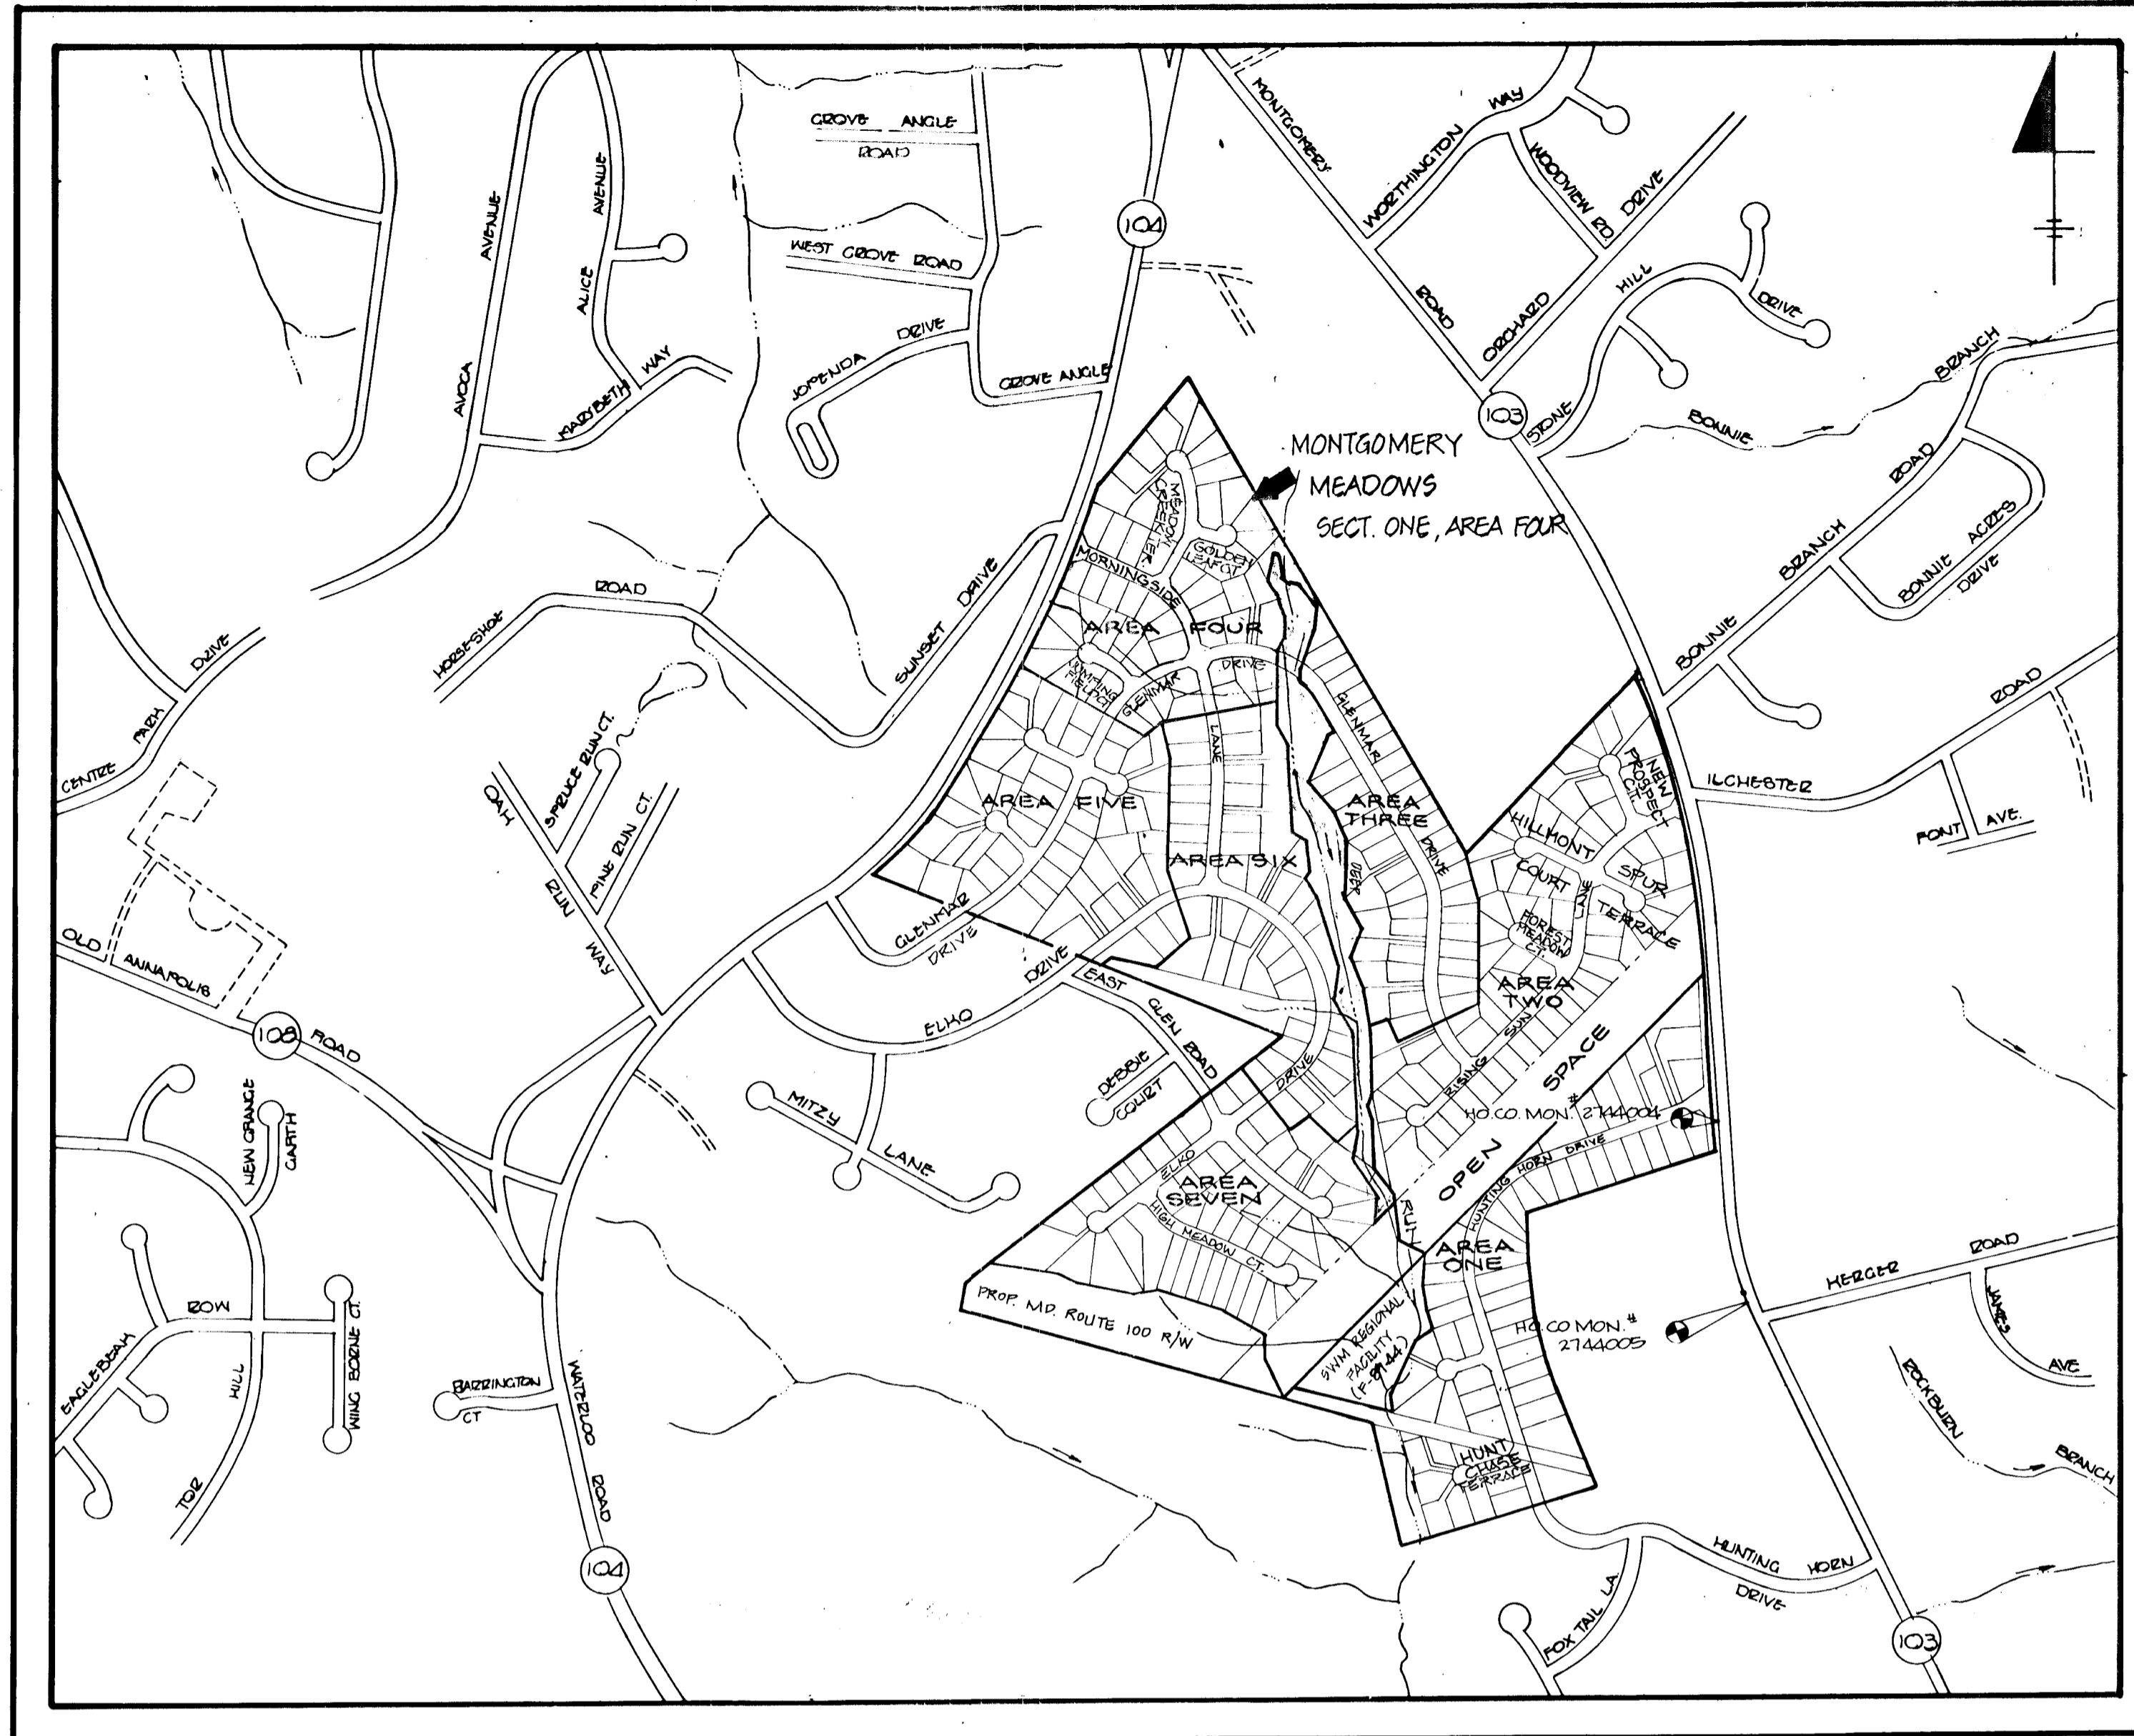 GROVE ANGLE
ROAD
MONTGOMERY
ROAD
WORTHINGTON WAY
WOODVIEW RD.
ORCHARD DRIVE
AVOCA AVENUE
ALICE AVENUE
MARYBETH WAY
WEST GROVE ROAD
JOPENDA DRIVE
GROVE ANGLE
104
103
STONE HILL DRIVE
BONNIE BRANCH
BONNIE BRANCH ROAD
BONNIE ACRES
DRIVE
MONTGOMERY
MEADOWS
SECT. ONE, AREA FOUR
MEADOW
CREEK TER.
GOLDEN
LEAF CT.
MORNINGSIDE
AREA FOUR
GLENMAR DRIVE
HORSESHOE ROAD
SUNSET DRIVE
CENTRE PARK DRIVE
OAK RUN WAY
SPRUCE RUN CT.
PINE RUN CT.
AREA FIVE
LANE
AREA SIX
GLENMAR DRIVE
AREA
THREE
DEEP
RUN
NEW
PROSPECT
CT.
HILLMONT
COURT
SPUR
TERRACE
LANE
FOREST
MEADOW
CT.
AREA
TWO
RISING SUN
ILCHESTER ROAD
FONT AVE.
OLD ANNAPOLIS
108
ROAD
GLENMAR
DRIVE
ELKO DRIVE
EAST GLEN ROAD
DEBBIE
COURT
DRIVE
MITZY LANE
OPEN SPACE
HO.CO. MON. # 2744004
HUNTING HORN DRIVE
NEW GRANGE
GARTH
ELKO
AREA
SEVEN
HIGH MEADOW CT.
AREA
ONE
PROP. MD. ROUTE 100 R/W
SWM REGIONAL
FACILITY
HO. CO MON. #
2744005
HERGER ROAD
JAMES
AVE
ROCKBURN
BRANCH
ROW
EAGLEBEAK
TOR HILL
WING BORNE CT.
BARRINGTON
CT
WATERLOO
ROAD
104
HUNT
CHASE
TERRACE
HUNTING HORN
DRIVE
FOX TAIL LA.
103